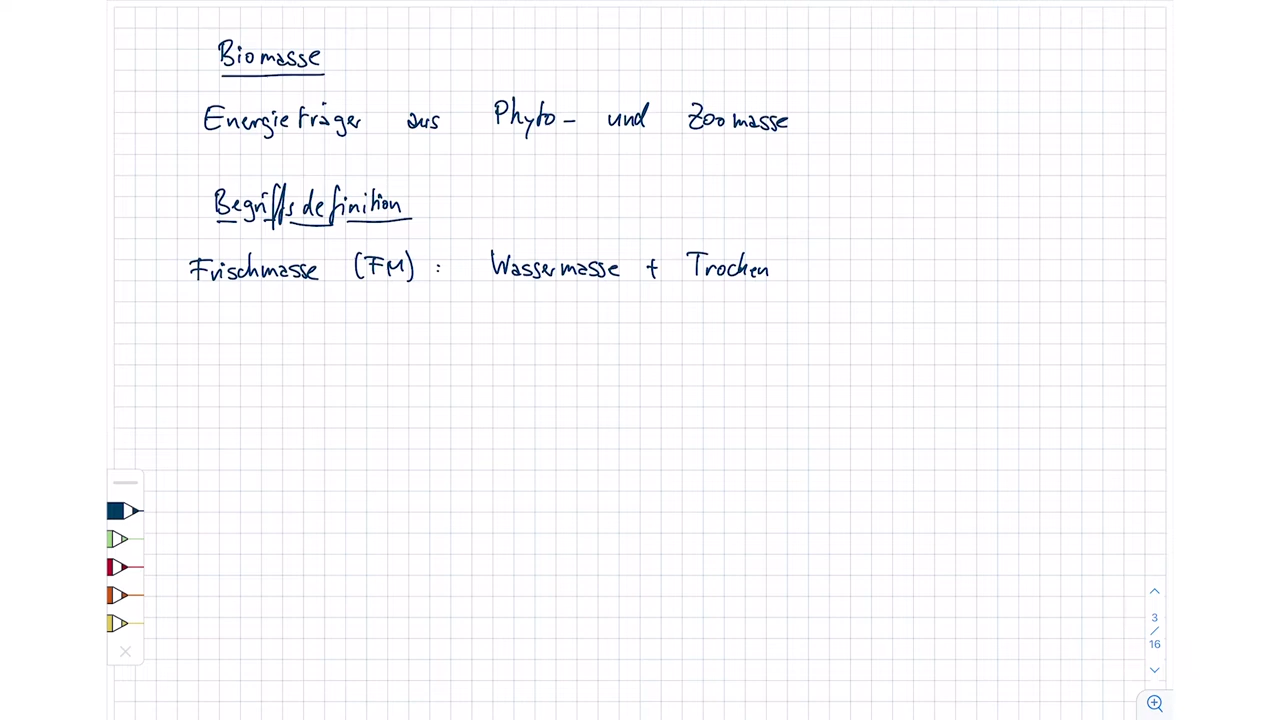 Biomasse
Energieträger aus Phyto- und Zoomasse
Begriffsdefinition
Frischmasse (FM) : Wassermasse + Trocken
3
/
16